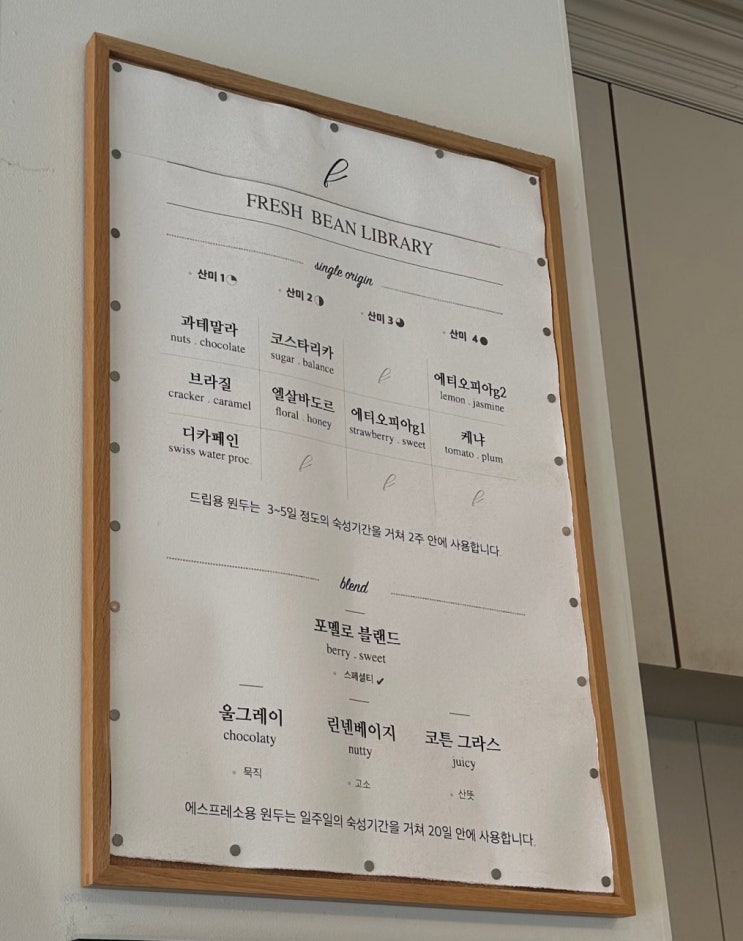 FRESH BEAN LIBRARY
single origin
산미 1
산미 2
산미 3
산미 4
과테말라
nuts . chocolate
코스타리카
sugar . balance
에티오피아g2
lemon . jasmine
브라질
cracker . caramel
엘살바도르
floral . honey
에티오피아g1
strawberry . sweet
케냐
tomato . plum
디카페인
swiss water proc.
드립용 원두는 3~5일 정도의 숙성기간을 거쳐 2주 안에 사용합니다.
blend
포멜로 블랜드
berry . sweet
스페셜티
울그레이
chocolaty
묵직
린넨베이지
nutty
고소
코튼 그라스
juicy
산뜻
에스프레소용 원두는 일주일의 숙성기간을 거쳐 20일 안에 사용합니다.